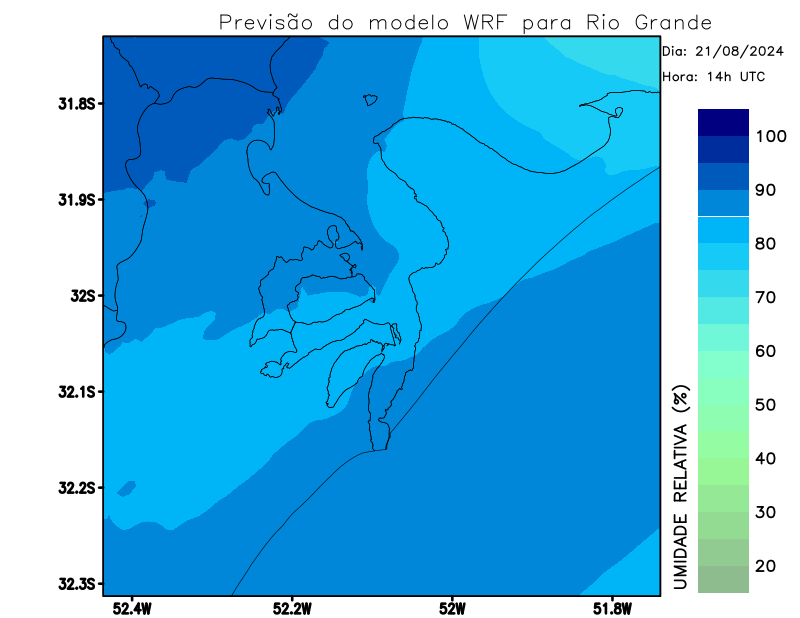 Previsão do modelo WRF para Rio Grande
Dia: 21/08/2024
Hora: 14h UTC
31.8S
31.9S
32S
32.1S
32.2S
32.3S
52.4W
52.2W
52W
51.8W
UMIDADE RELATIVA (%)
100
90
80
70
60
50
40
30
20